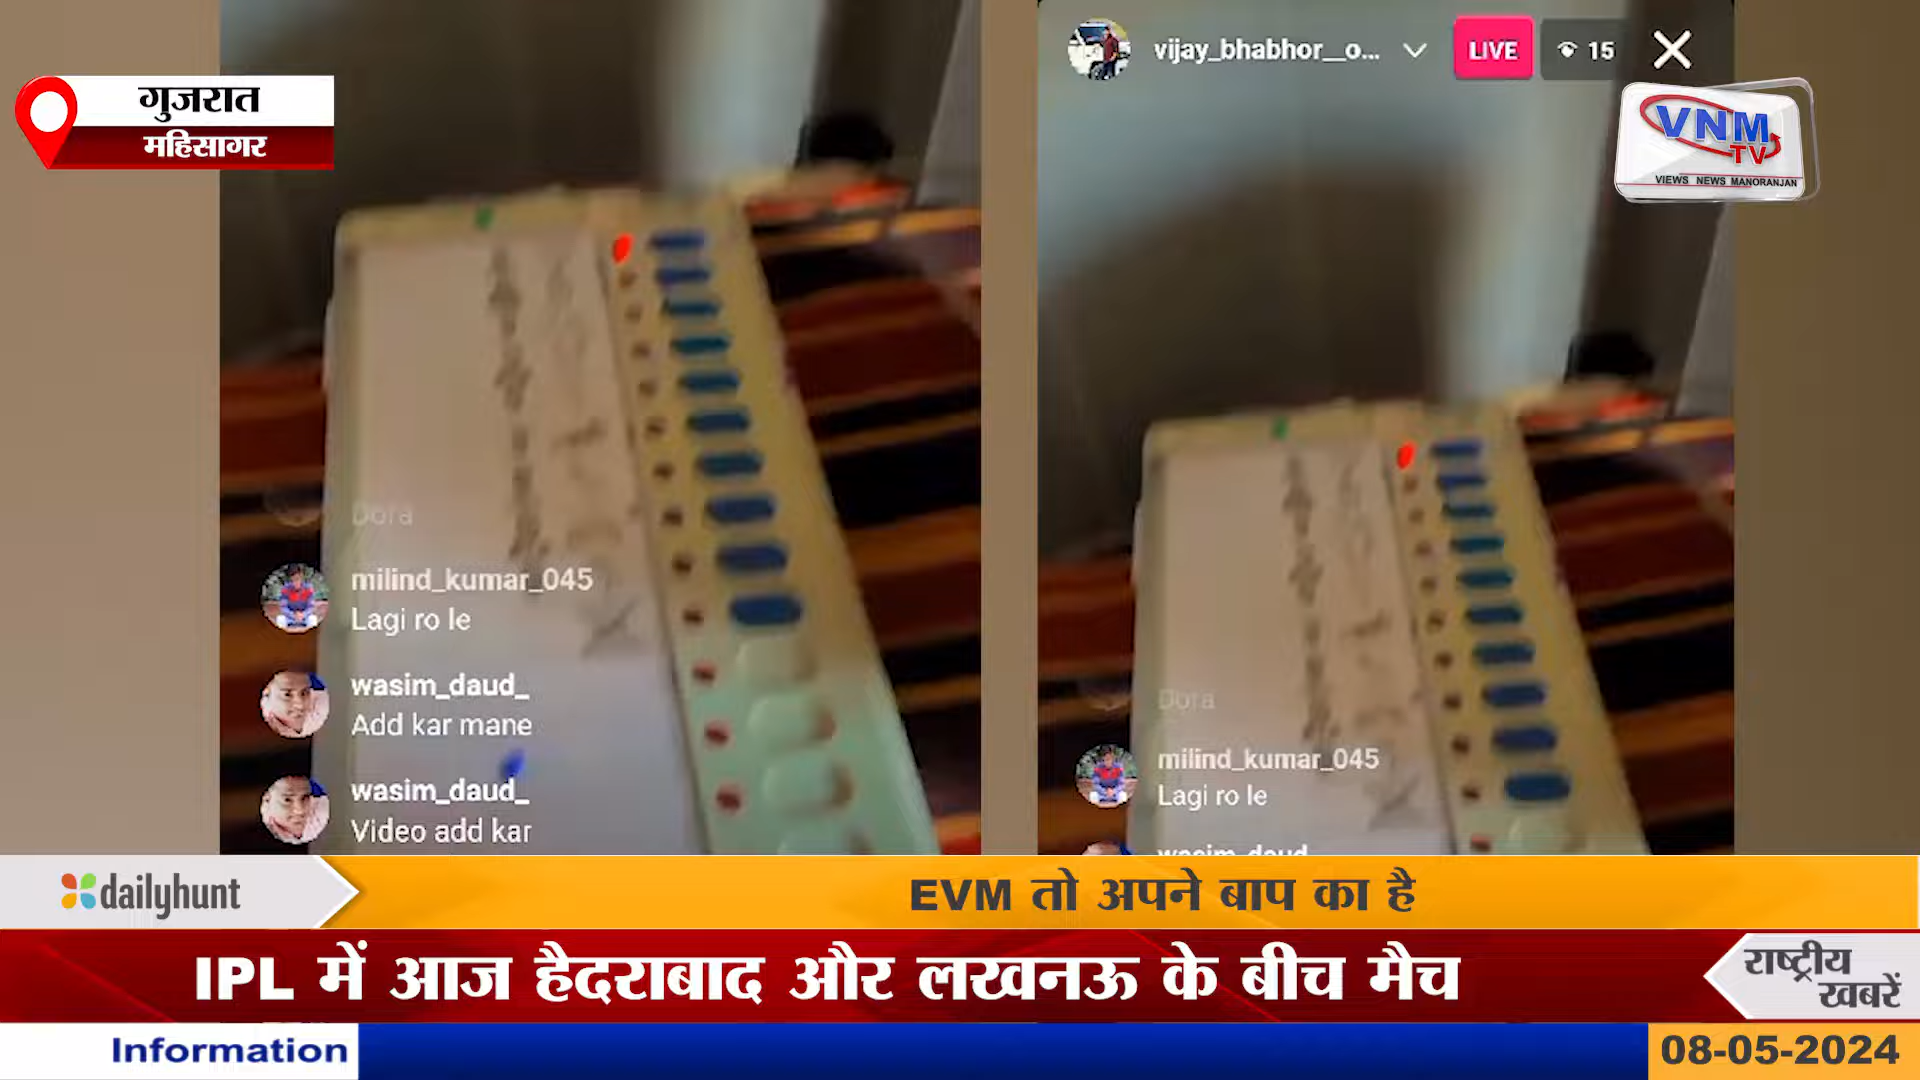 गुजरात
महिसागर
Dora
milind_kumar_045
Lagi ro le
wasim_daud_
Add kar mane
wasim_daud_
Video add kar
vijay_bhabhor__o...
LIVE
15
VNM
TV
VIEWS NEWS MANORANJAN
Dora
milind_kumar_045
Lagi ro le
wasim_daud_
dailyhunt
EVM तो अपने बाप का है
IPL में आज हैदराबाद और लखनऊ के बीच मैच
राष्ट्रीय
खबरें
Information
08-05-2024